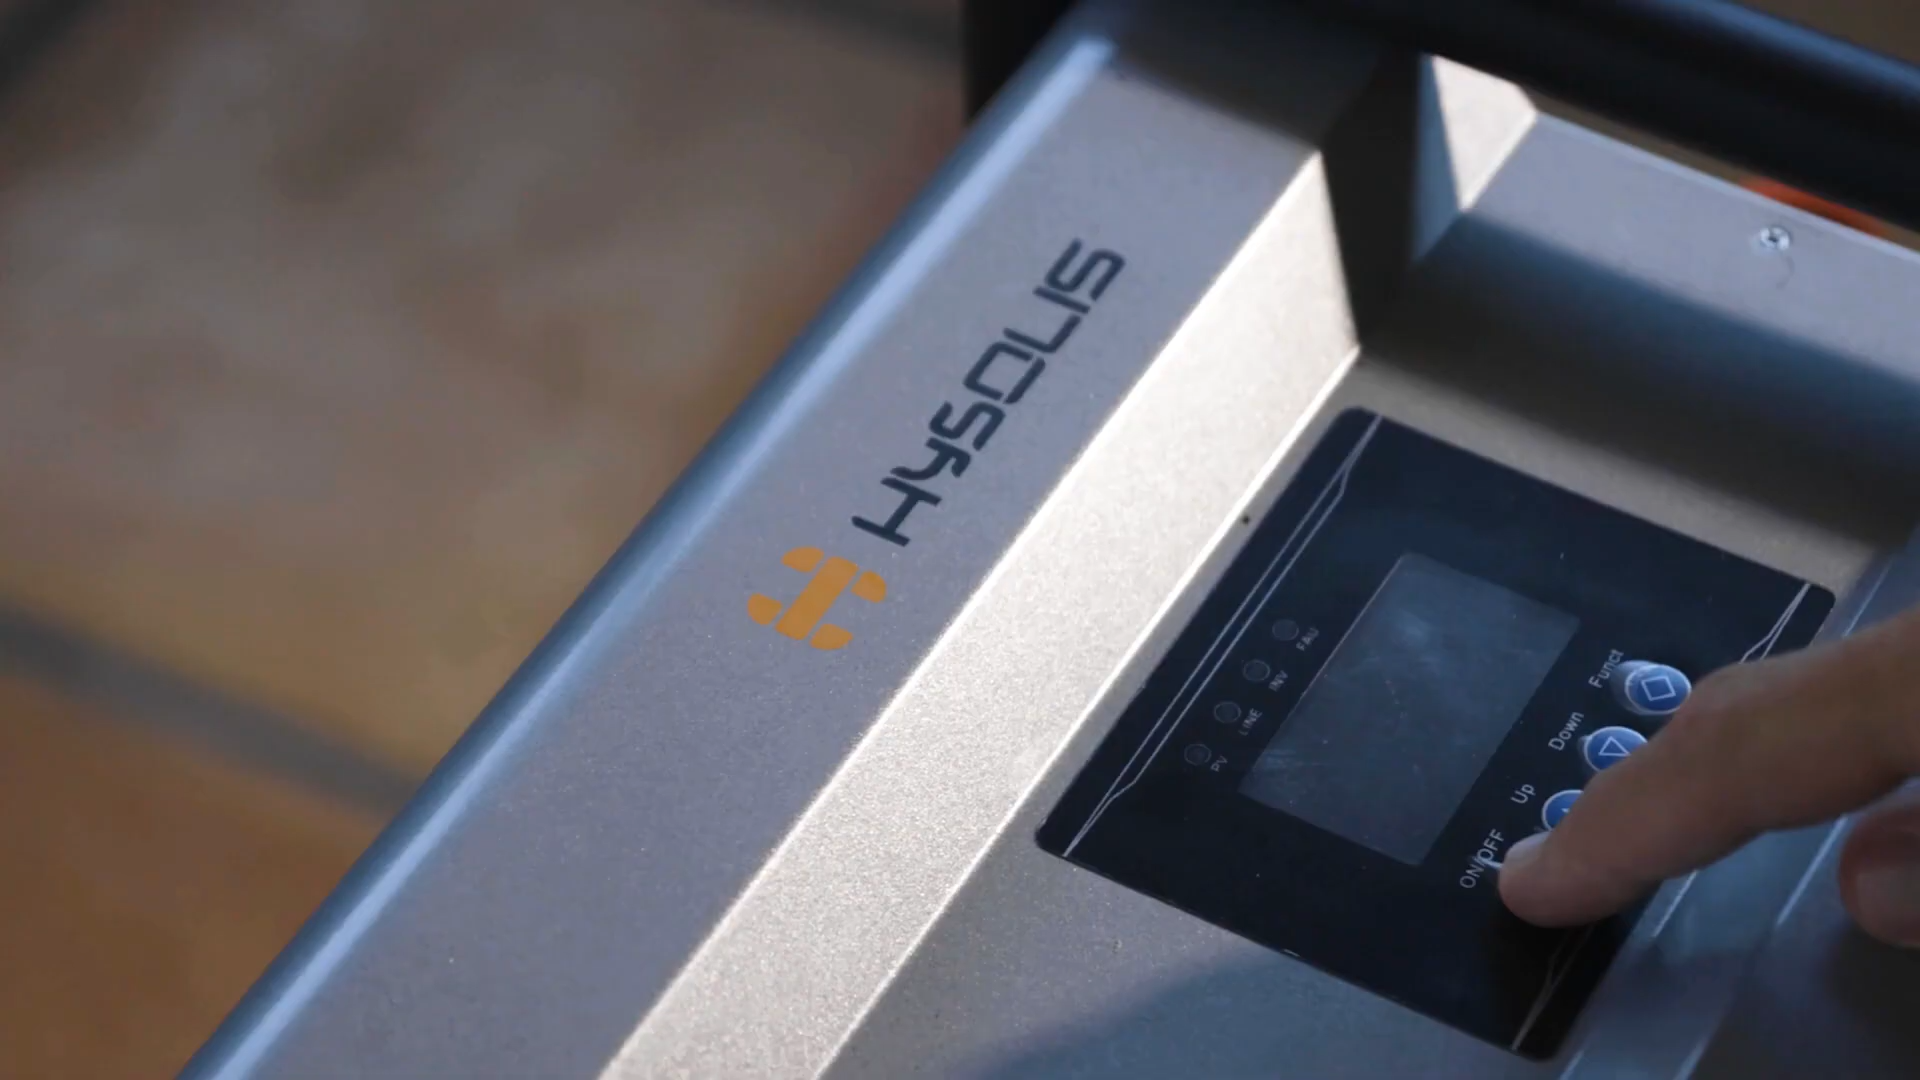 HYSOLIS
FAU
INV
LINE
PV
Funct
Down
Up
ON/OFF